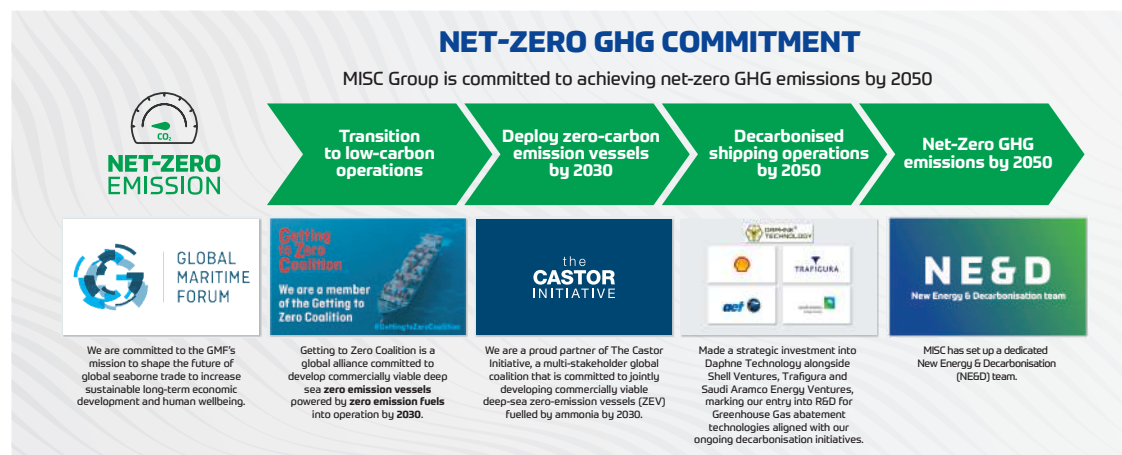 NET-ZERO GHG COMMITMENT
MISC Group is committed to achieving net-zero GHG emissions by 2050
CO₂
NET-ZERO
EMISSION
Transition
to low-carbon
operations
Deploy zero-carbon
emission vessels
by 2030
Decarbonised
shipping operations
by 2050
Net-Zero GHG
emissions by 2050
GLOBAL
MARITIME
FORUM
We are committed to the GMF's
mission to shape the future of
global seaborne trade to increase
sustainable long-term economic
development and human wellbeing.
Getting
to Zero
Coalition
We are a member
of the Getting to
Zero Coalition
#GettingtoZeroCoalition
Getting to Zero Coalition is a
global alliance committed to
develop commercially viable deep
sea zero emission vessels
powered by zero emission fuels
into operation by 2030.
the
CASTOR
INITIATIVE
We are a proud partner of The Castor
Initiative, a multi-stakeholder global
coalition that is committed to jointly
developing commercially viable
deep-sea zero-emission vessels (ZEV)
fuelled by ammonia by 2030.
DAPHNE
TECHNOLOGY
TRAFIGURA
aet
Made a strategic investment into
Daphne Technology alongside
Shell Ventures, Trafigura and
Saudi Aramco Energy Ventures,
marking our entry into R&D for
Greenhouse Gas abatement
technologies aligned with our
ongoing decarbonisation initiatives.
NE&D
New Energy & Decarbonisation team
MISC has set up a dedicated
New Energy & Decarbonisation
(NE&D) team.